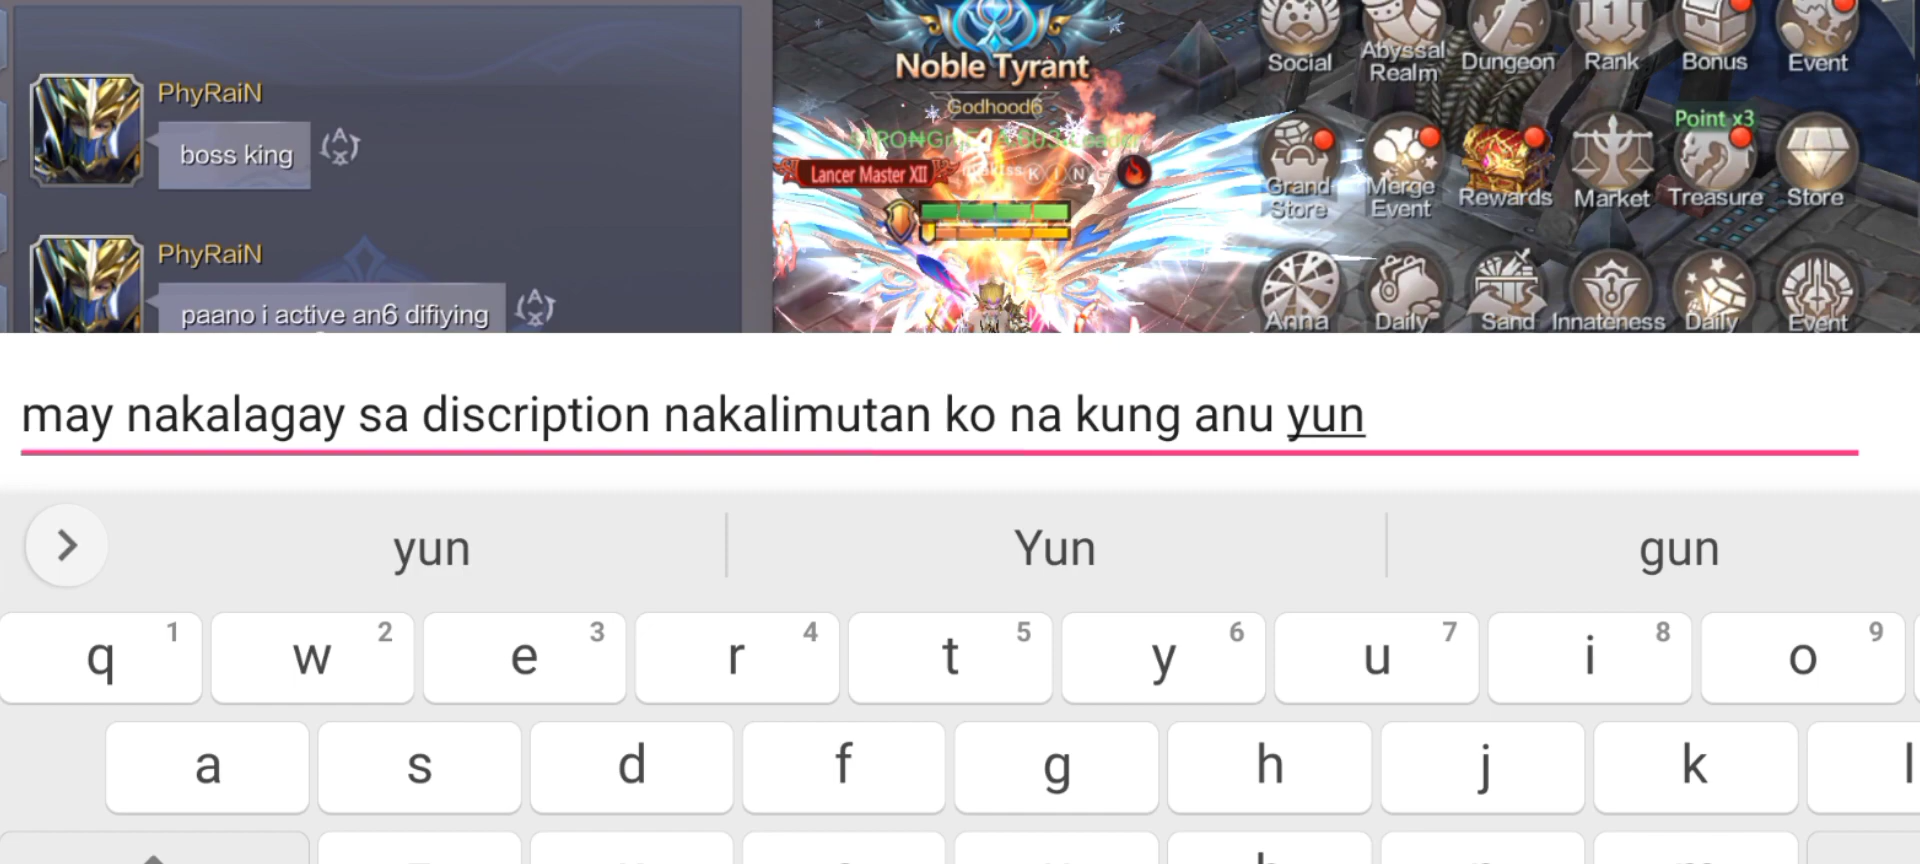 PhyRaiN
boss king
PhyRaiN
paano i active an6 difiying
Noble Tyrant
Godhood6
Lancer Master XII
Social
Abyssal Realm
Dungeon
Rank
Bonus
Event
Point x3
Grand Store
Merge Event
Rewards
Market
Treasure
Store
Anna
Daily
Sand
Innateness
Daily
Event
may nakalagay sa discription nakalimutan ko na kung anu yun
yun
Yun
gun
q 1 w 2 e 3 r 4 t 5 y 6 u 7 i 8 o 9
a s d f g h j k l